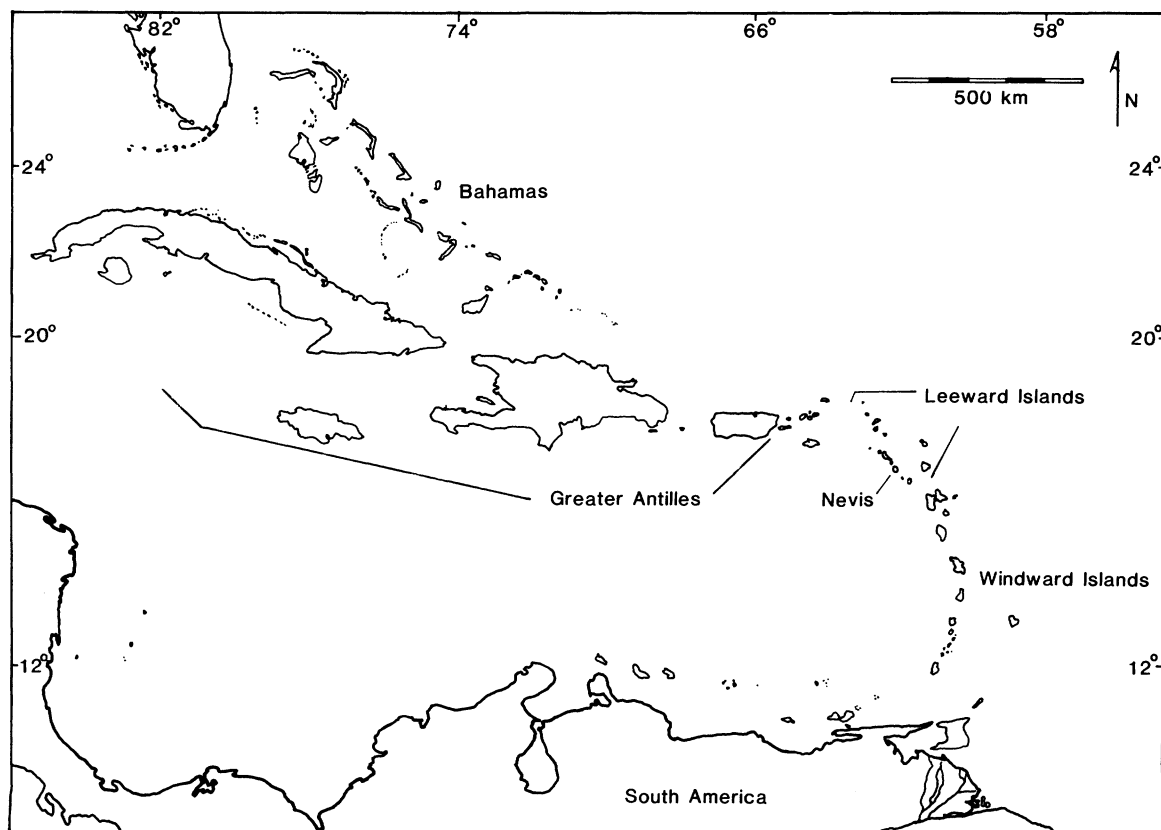 82° 74° 66° 58°
500 km
N
24° 24°
Bahamas
20° 20°
Leeward Islands
Greater Antilles
Nevis
Windward Islands
12° 12°
South America